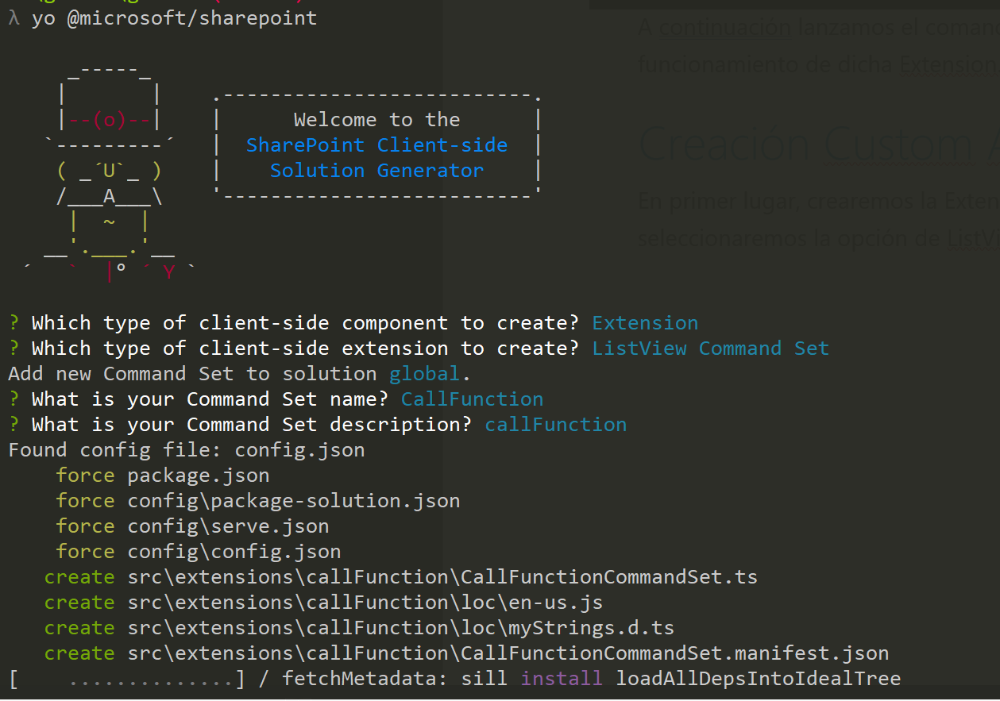 λ yo @microsoft/sharepoint
A continuación lanzamos el comand
funcionamiento de dicha Extension
Creación Custom A
En primer lugar, crearemos la Exten
seleccionaremos la opción de ListVi
     _-----_
    |       |    .--------------------------.
    |--(o)--|    |      Welcome to the      |
   `---------´   |  SharePoint Client-side  |
    ( _´U`_ )    |    Solution Generator    |
    /___A___\    '--------------------------'
     |  ~  |
   __'.___.'__
 ´   `  |° ´ Y `
? Which type of client-side component to create? Extension
? Which type of client-side extension to create? ListView Command Set
Add new Command Set to solution global.
? What is your Command Set name? CallFunction
? What is your Command Set description? callFunction
Found config file: config.json
    force package.json
    force config\package-solution.json
    force config\serve.json
    force config\config.json
   create src\extensions\callFunction\CallFunctionCommandSet.ts
   create src\extensions\callFunction\loc\en-us.js
   create src\extensions\callFunction\loc\myStrings.d.ts
   create src\extensions\callFunction\CallFunctionCommandSet.manifest.json
[    ..............] / fetchMetadata: sill install loadAllDepsIntoIdealTree